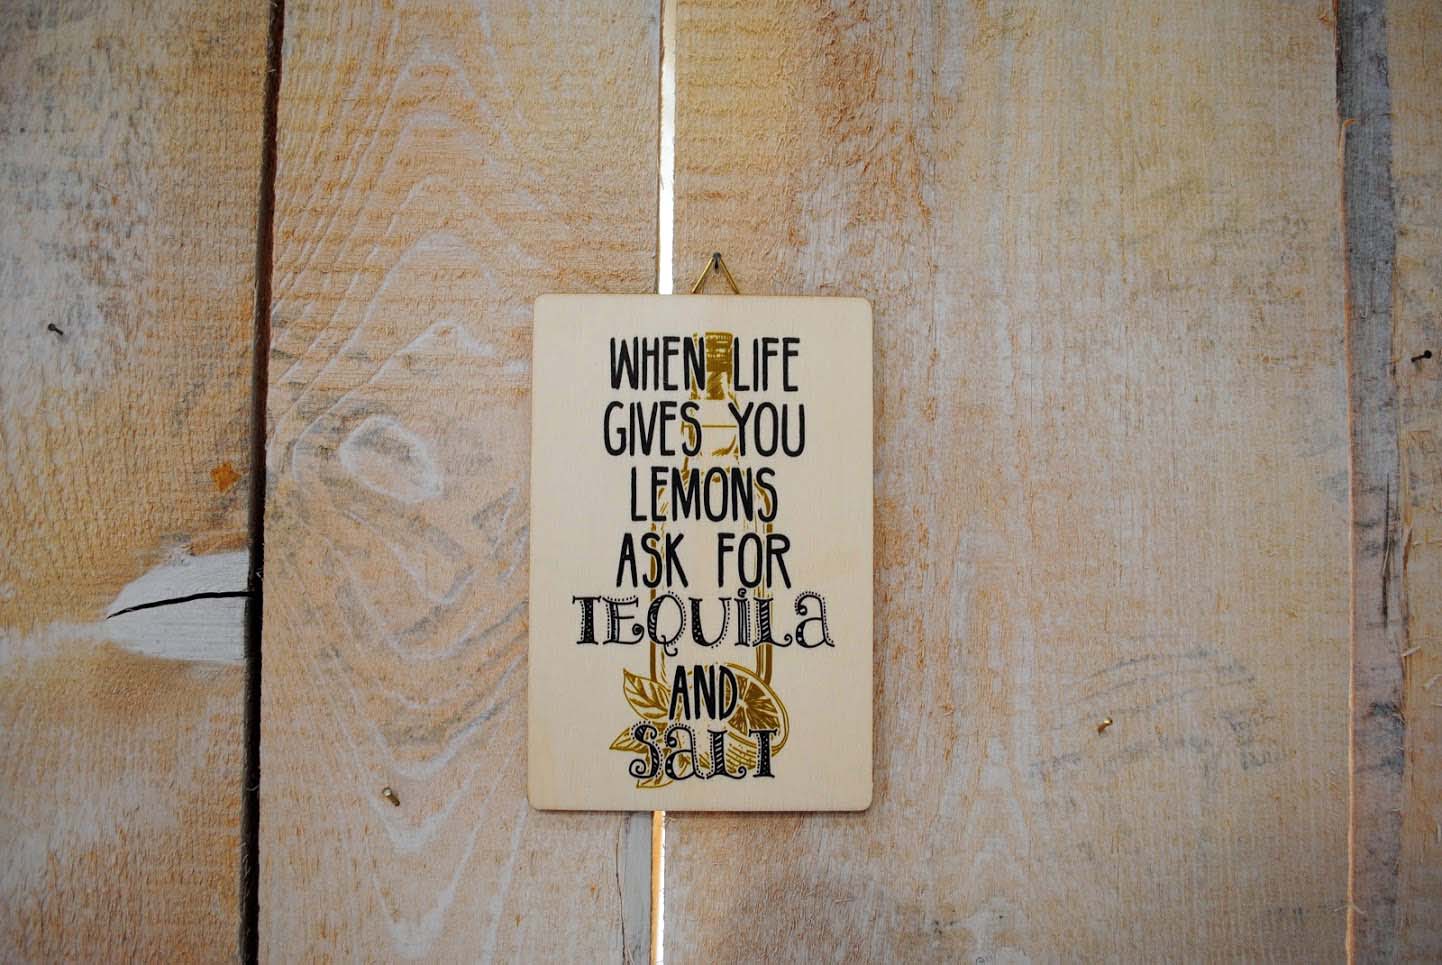 WHEN LIFE
GIVES YOU
LEMONS
ASK FOR
TEQUiLa
AND
SaLT